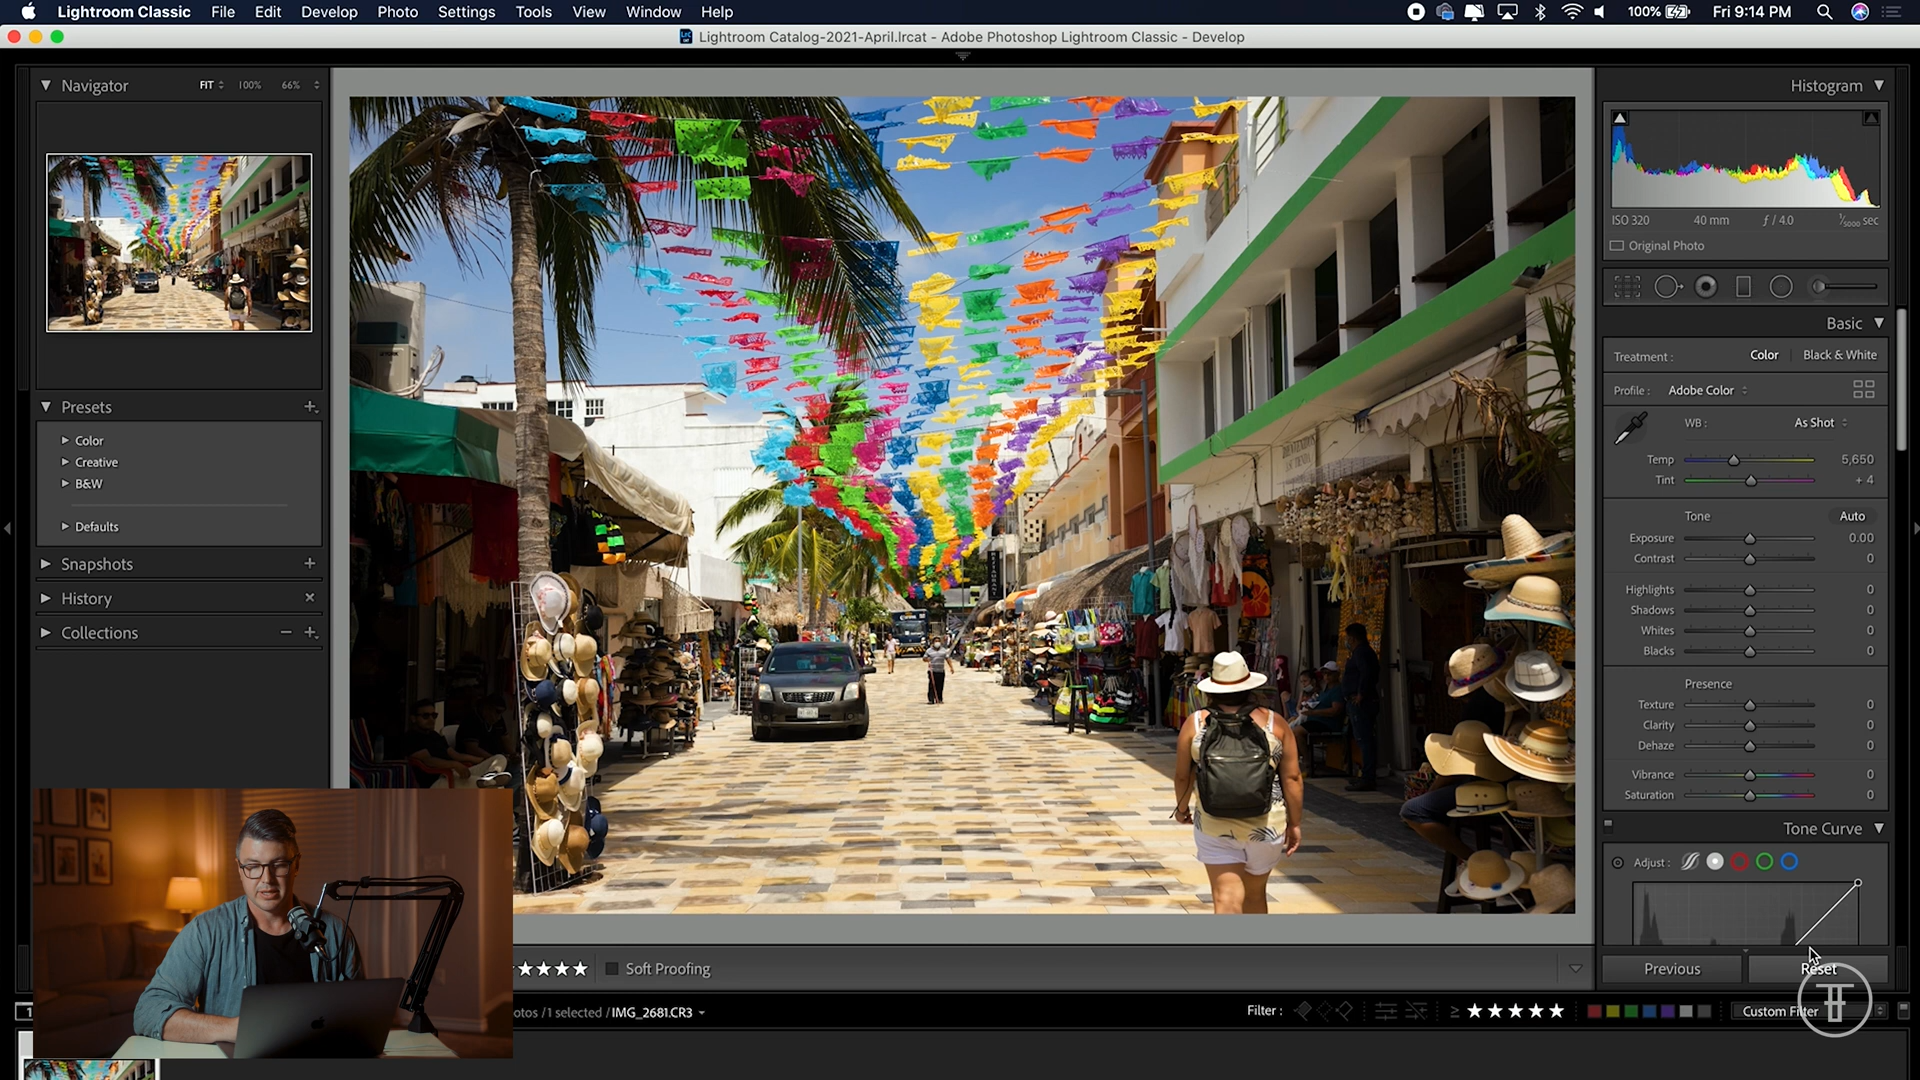 Lightroom Classic File Edit Develop Photo Settings Tools View Window Help 100% Fri 9:14 PM
Lightroom Catalog-2021-April.lrcat - Adobe Photoshop Lightroom Classic - Develop
Navigator FIT 100% 66%
Presets
Color
Creative
B&W
Defaults
Snapshots
History
Collections
Soft Proofing
Histogram
ISO 320 40 mm ƒ / 4.0 1/5000 sec
Original Photo
Basic
Treatment : Color Black & White
Profile : Adobe Color
WB : As Shot
Temp 5,650
Tint + 4
Tone Auto
Exposure 0.00
Contrast 0
Highlights 0
Shadows 0
Whites 0
Blacks 0
Presence
Texture 0
Clarity 0
Dehaze 0
Vibrance 0
Saturation 0
Tone Curve
Adjust :
Previous Reset
otos / 1 selected / IMG_2681.CR3 Filter : ≥ Custom Filter